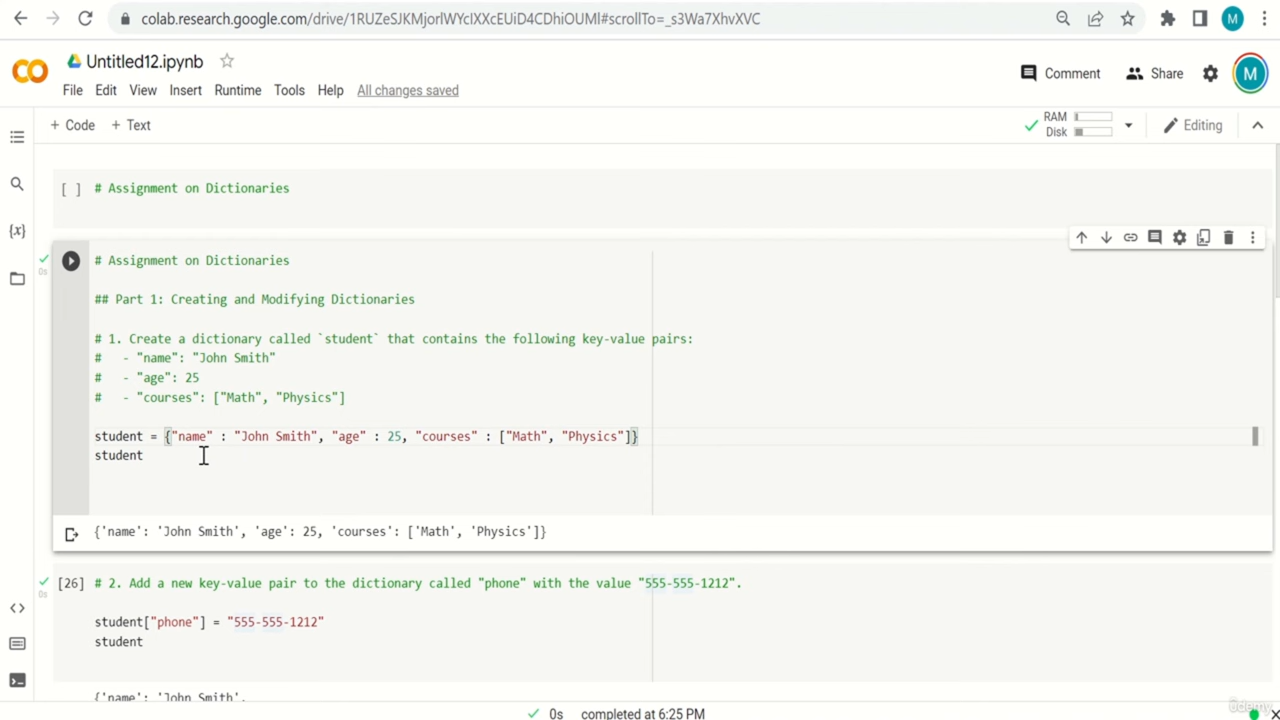 colab.research.google.com/drive/1RUZeSJKMjorlWYcIXXcEUiD4CDhiOUMl#scrollTo=_s3Wa7XhvXVC
M
CO
Untitled12.ipynb
Comment
Share
M
File Edit View Insert Runtime Tools Help All changes saved
+ Code + Text
RAM
Disk
Editing
[ ] # Assignment on Dictionaries
{x}
# Assignment on Dictionaries
0s
## Part 1: Creating and Modifying Dictionaries
# 1. Create a dictionary called `student` that contains the following key-value pairs:
# - "name": "John Smith"
# - "age": 25
# - "courses": ["Math", "Physics"]
student = {"name" : "John Smith", "age" : 25, "courses" : ["Math", "Physics"]}
student
{'name': 'John Smith', 'age': 25, 'courses': ['Math', 'Physics']}
[26] # 2. Add a new key-value pair to the dictionary called "phone" with the value "555-555-1212".
0s
student["phone"] = "555-555-1212"
student
{'name': 'John Smith',
0s completed at 6:25 PM
udemy